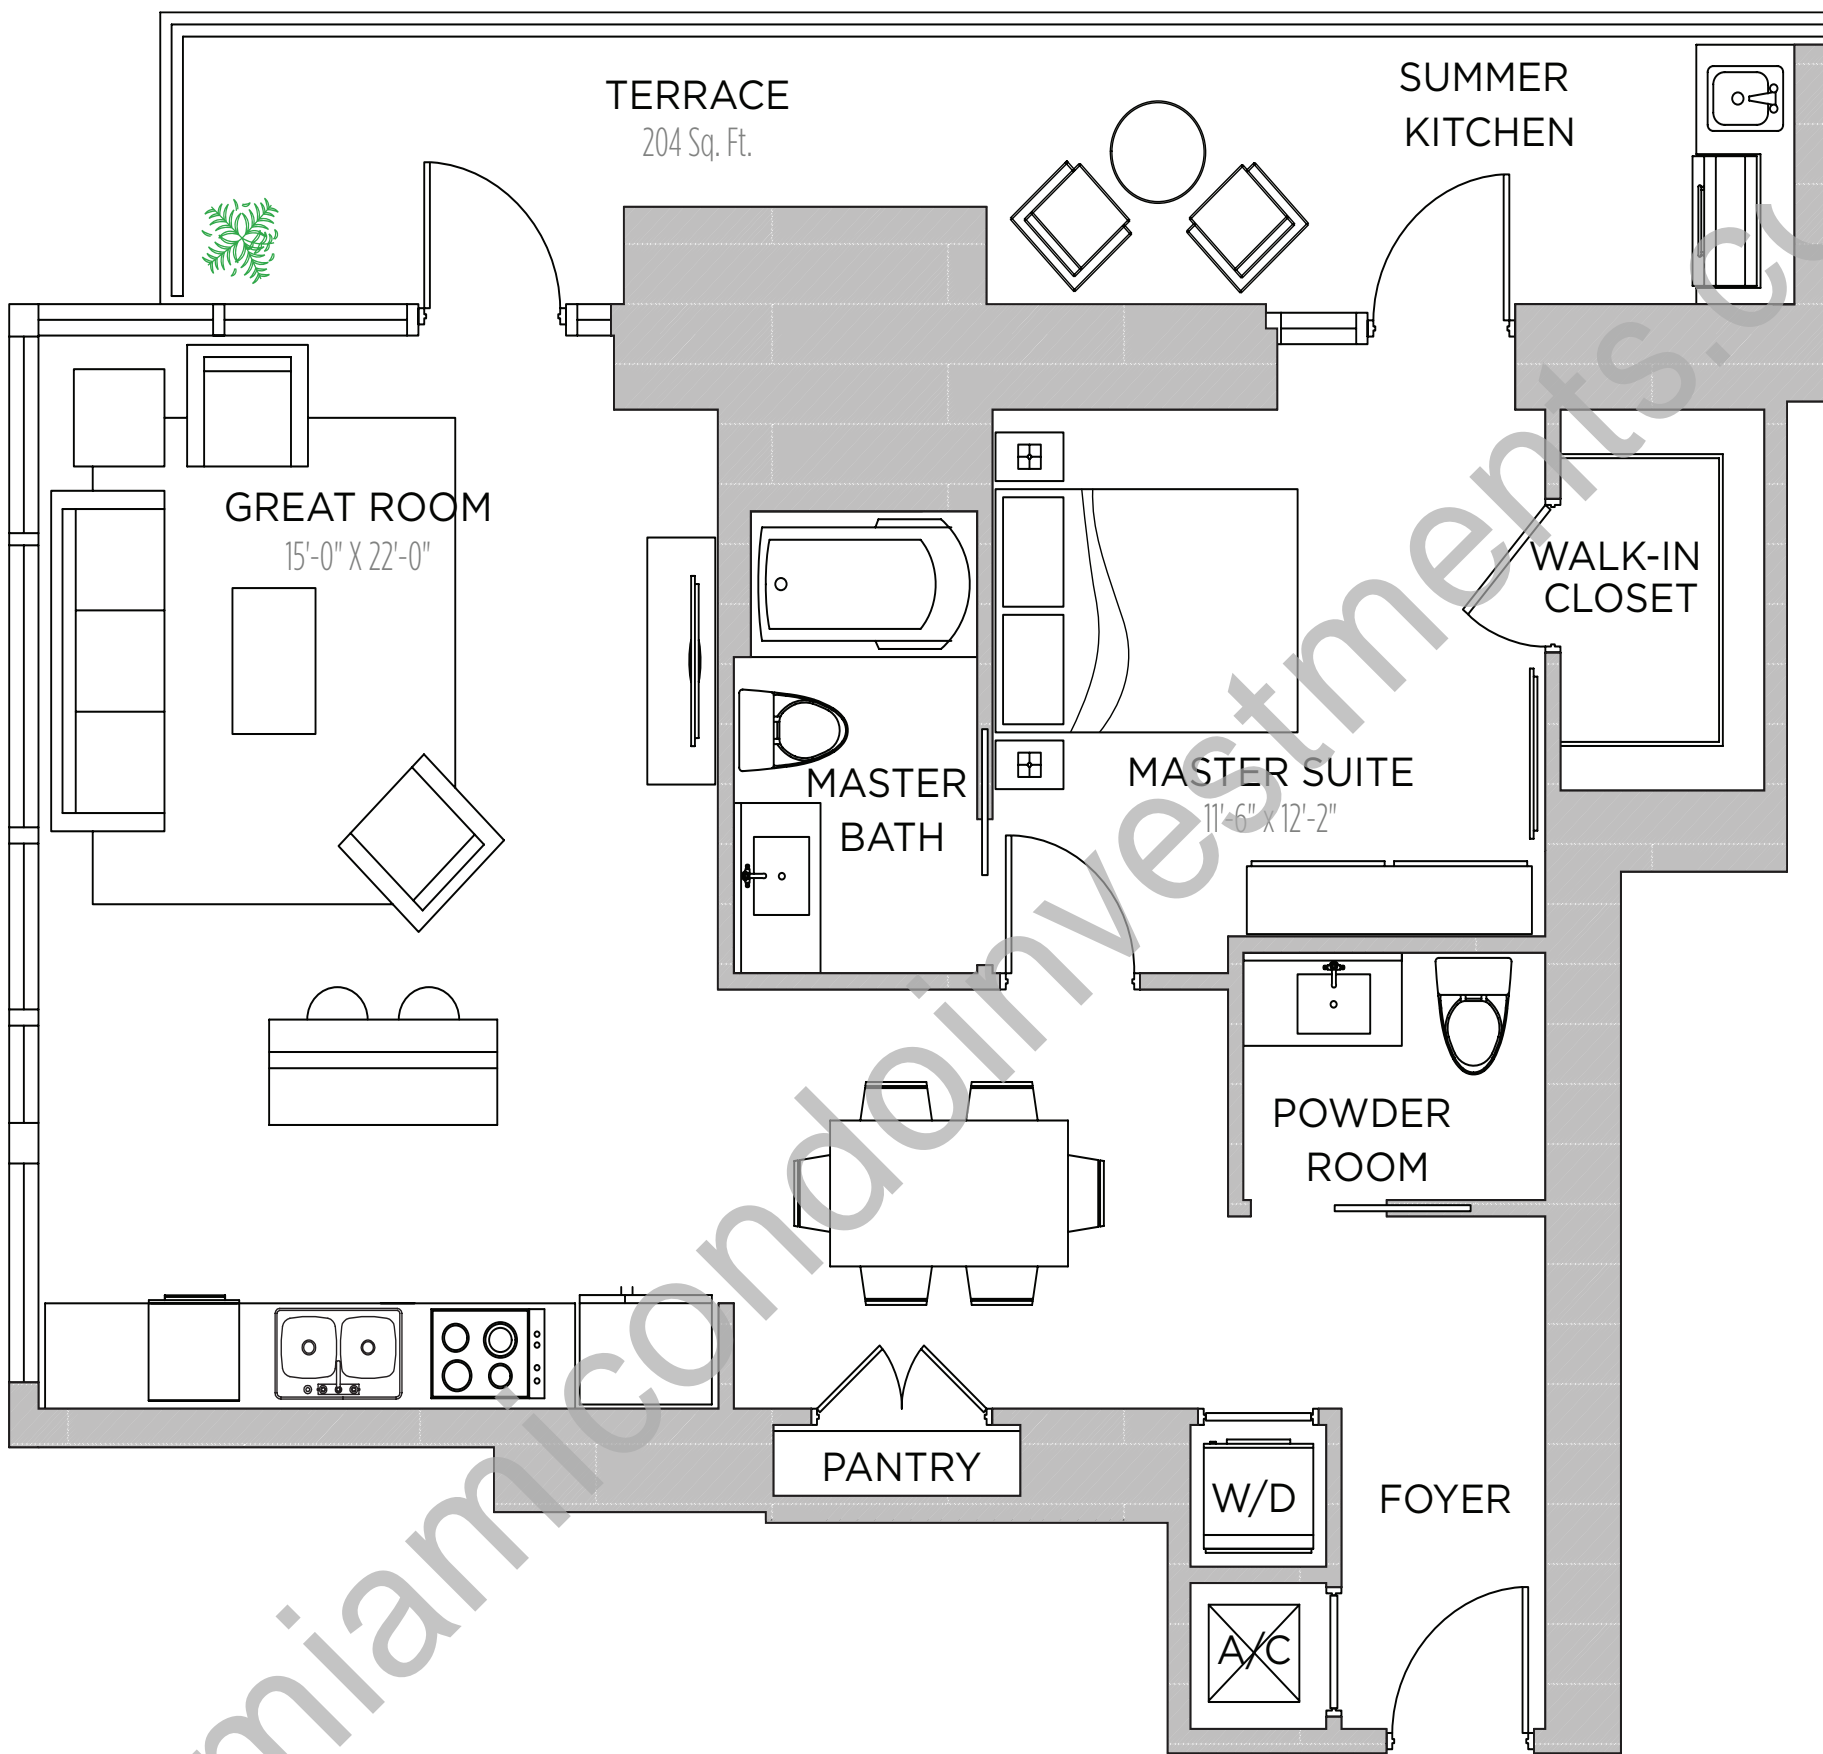 TERRACE
204 Sq. Ft.
SUMMER
KITCHEN
GREAT ROOM
15'-0" X 22'-0"
WALK-IN
CLOSET
MASTER
BATH
MASTER SUITE
11'-6" x 12'-2"
POWDER
ROOM
PANTRY
W/D
FOYER
A/C
miamicondoinvestments.co